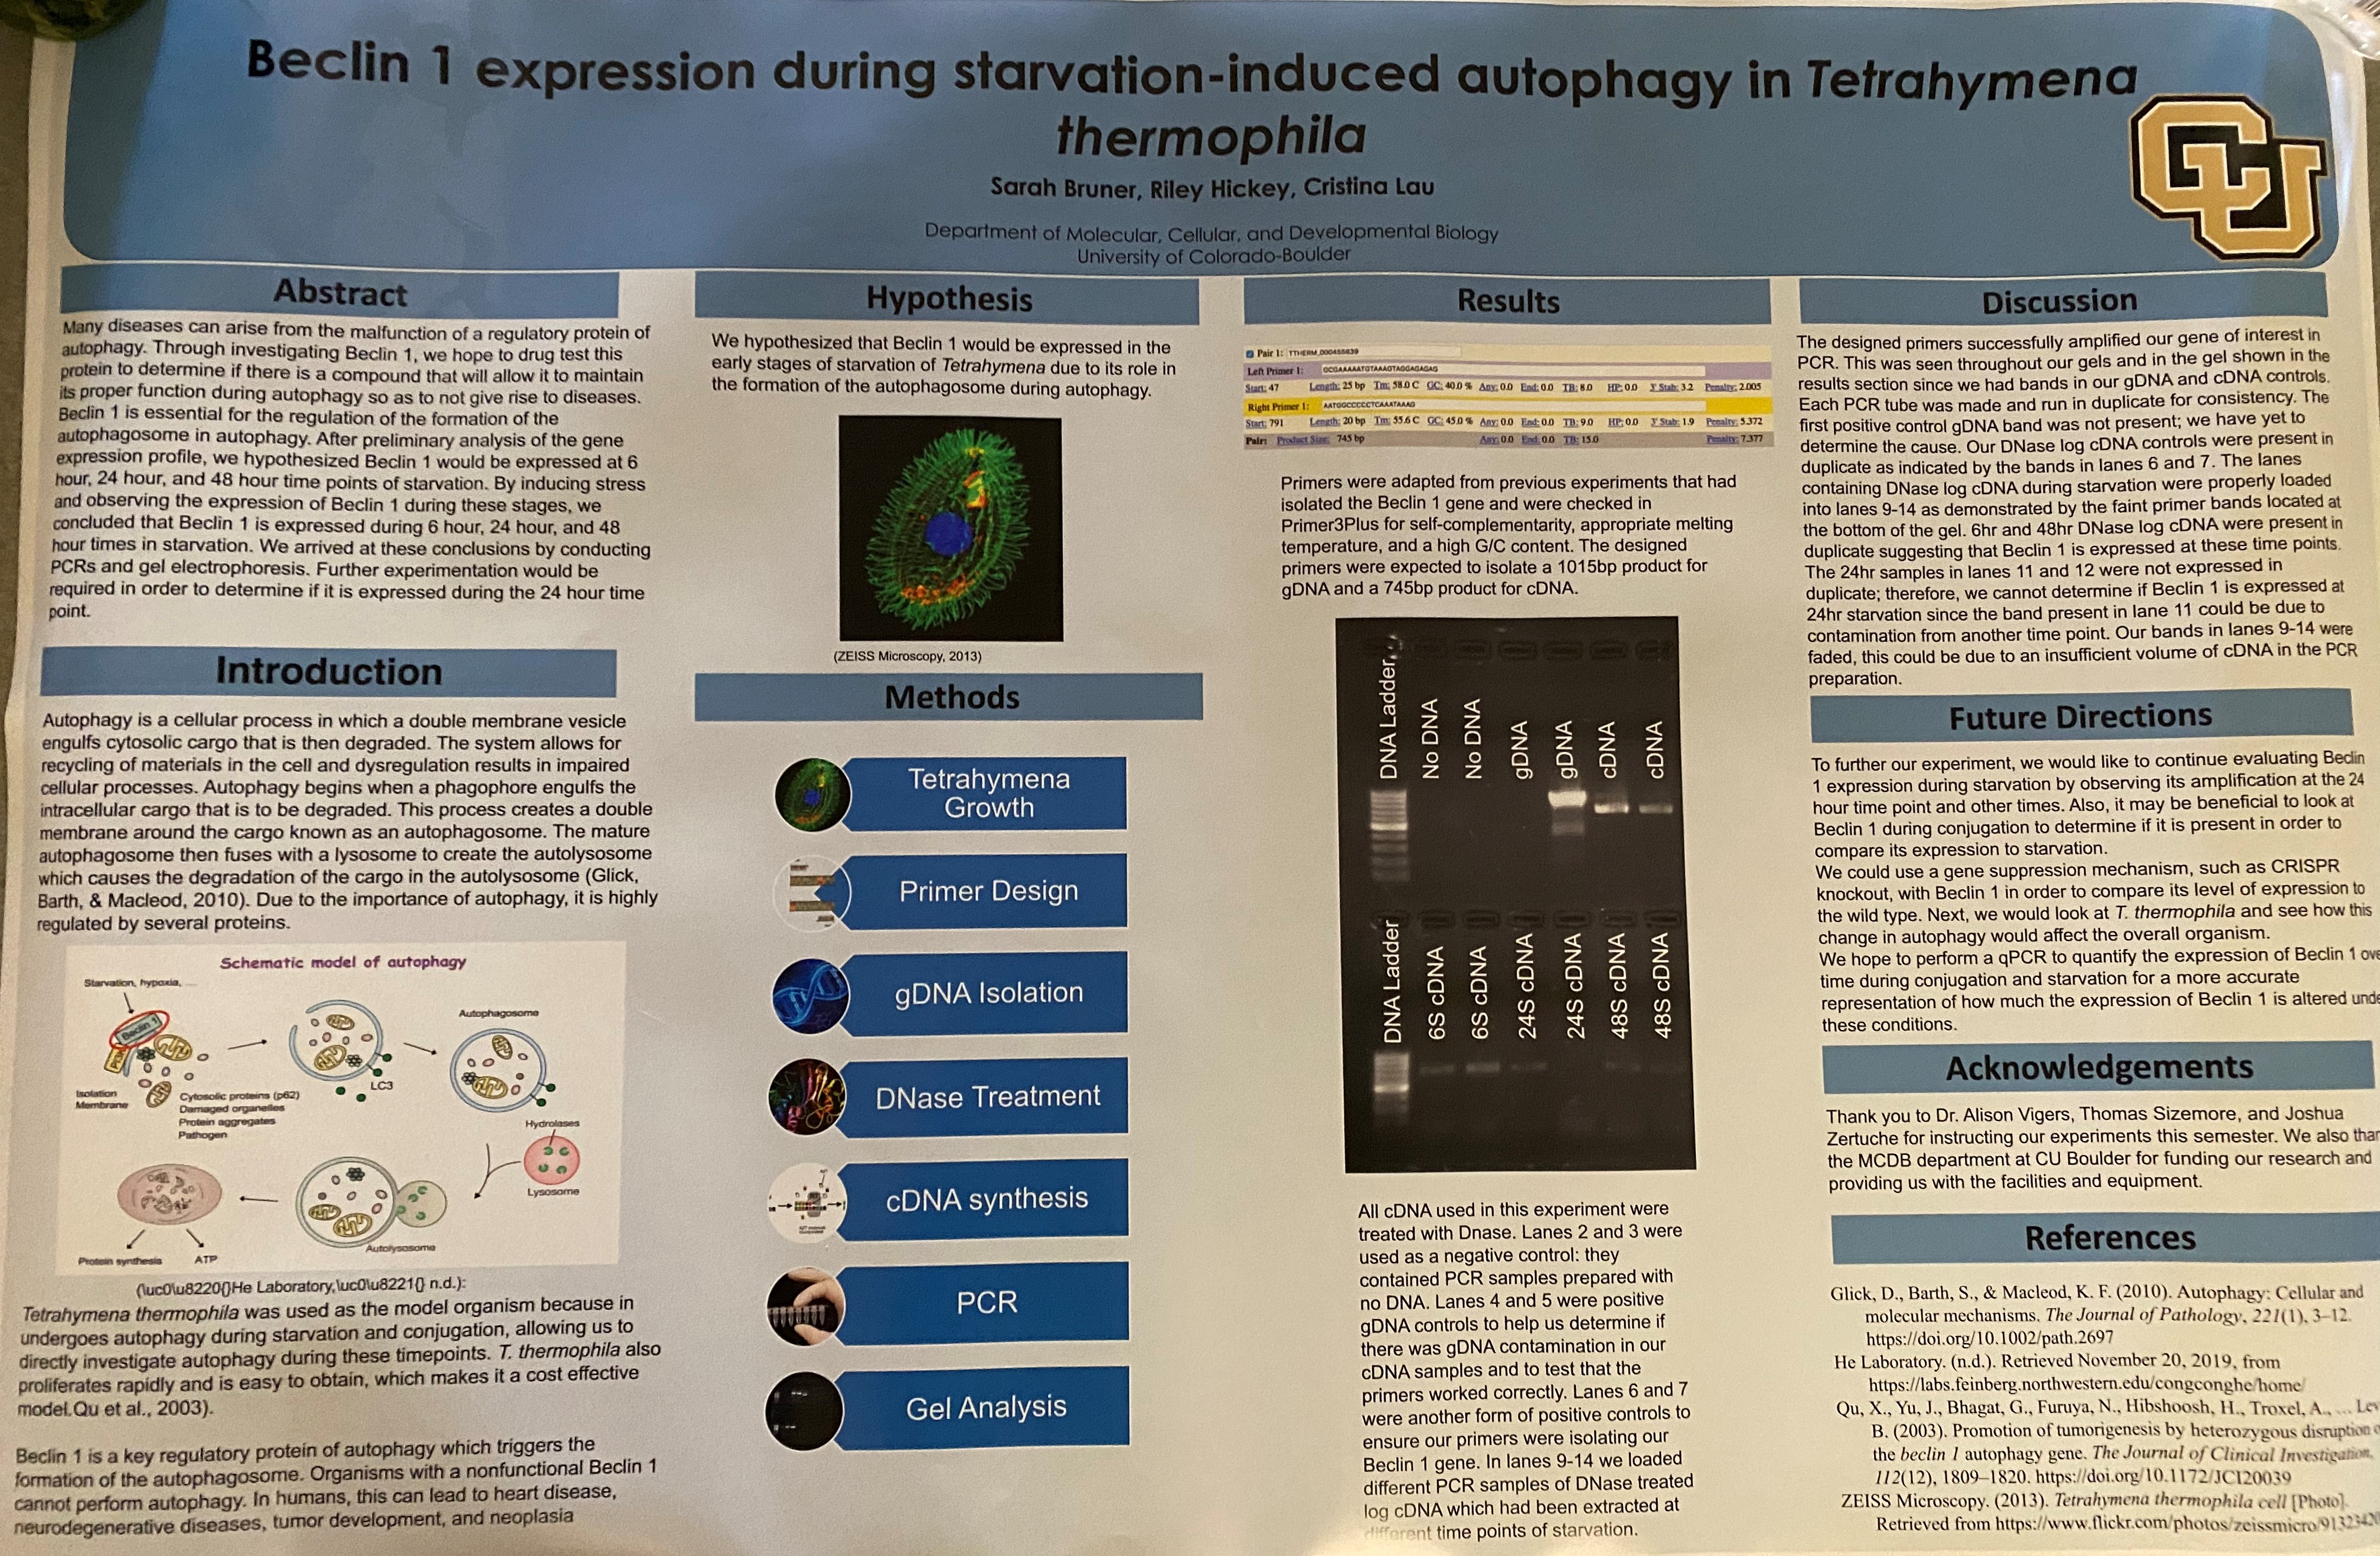 Beclin 1 expression during starvation-induced autophagy in Tetrahymena
thermophila
Sarah Bruner, Riley Hickey, Cristina Lau
Department of Molecular, Cellular, and Developmental Biology
University of Colorado-Boulder
CU
Abstract
Many diseases can arise from the malfunction of a regulatory protein of
autophagy. Through investigating Beclin 1, we hope to drug test this
protein to determine if there is a compound that will allow it to maintain
its proper function during autophagy so as to not give rise to diseases.
Beclin 1 is essential for the regulation of the formation of the
autophagosome in autophagy. After preliminary analysis of the gene
expression profile, we hypothesized Beclin 1 would be expressed at 6
hour, 24 hour, and 48 hour time points of starvation. By inducing stress
and observing the expression of Beclin 1 during these stages, we
concluded that Beclin 1 is expressed during 6 hour, 24 hour, and 48
hour times in starvation. We arrived at these conclusions by conducting
PCRs and gel electrophoresis. Further experimentation would be
required in order to determine if it is expressed during the 24 hour time
point.
Introduction
Autophagy is a cellular process in which a double membrane vesicle
engulfs cytosolic cargo that is then degraded. The system allows for
recycling of materials in the cell and dysregulation results in impaired
cellular processes. Autophagy begins when a phagophore engulfs the
intracellular cargo that is to be degraded. This process creates a double
membrane around the cargo known as an autophagosome. The mature
autophagosome then fuses with a lysosome to create the autolysosome
which causes the degradation of the cargo in the autolysosome (Glick,
Barth, & Macleod, 2010). Due to the importance of autophagy, it is highly
regulated by several proteins.
Schematic model of autophagy
Starvation, hypoxia, ....
Beclin 1
Isolation
Membrane
Cytosolic proteins (p62)
Damaged organelles
Protein aggregates
Pathogen
LC3
Autophagosome
Hydrolases
Lysosome
Autolysosome
Protein synthesis
ATP
(\uc0\u8220{}He Laboratory,\uc0\u8221{} n.d.):
Tetrahymena thermophila was used as the model organism because in
undergoes autophagy during starvation and conjugation, allowing us to
directly investigate autophagy during these timepoints. T. thermophila also
proliferates rapidly and is easy to obtain, which makes it a cost effective
model.Qu et al., 2003).
Beclin 1 is a key regulatory protein of autophagy which triggers the
formation of the autophagosome. Organisms with a nonfunctional Beclin 1
cannot perform autophagy. In humans, this can lead to heart disease,
neurodegenerative diseases, tumor development, and neoplasia
Hypothesis
We hypothesized that Beclin 1 would be expressed in the
early stages of starvation of Tetrahymena due to its role in
the formation of the autophagosome during autophagy.
(ZEISS Microscopy, 2013)
Methods
Tetrahymena
Growth
Primer Design
gDNA Isolation
DNase Treatment
cDNA synthesis
PCR
Gel Analysis
Results
Pair 1: TTHERM_000455639
Left Primer 1: GCGAAAAATGTAAAGTAGGAGAGAG
Start: 47 Length: 25 bp Tm: 58.0 C GC: 40.0 % Any: 0.0 End: 0.0 TB: 8.0 HP: 0.0 3' Stab: 3.2 Penalty: 2.005
Right Primer 1: AATGGCCCCCTCAAATAAAG
Start: 791 Length: 20 bp Tm: 55.6 C GC: 45.0 % Any: 0.0 End: 0.0 TB: 9.0 HP: 0.0 3' Stab: 1.9 Penalty: 5.372
Pair: Product Size: 745 bp Any: 0.0 End: 0.0 TB: 15.0 Penalty: 7.377
Primers were adapted from previous experiments that had
isolated the Beclin 1 gene and were checked in
Primer3Plus for self-complementarity, appropriate melting
temperature, and a high G/C content. The designed
primers were expected to isolate a 1015bp product for
gDNA and a 745bp product for cDNA.
DNA Ladder
No DNA
No DNA
gDNA
gDNA
cDNA
cDNA
DNA Ladder
6S cDNA
6S cDNA
24S cDNA
24S cDNA
48S cDNA
48S cDNA
All cDNA used in this experiment were
treated with Dnase. Lanes 2 and 3 were
used as a negative control: they
contained PCR samples prepared with
no DNA. Lanes 4 and 5 were positive
gDNA controls to help us determine if
there was gDNA contamination in our
cDNA samples and to test that the
primers worked correctly. Lanes 6 and 7
were another form of positive controls to
ensure our primers were isolating our
Beclin 1 gene. In lanes 9-14 we loaded
different PCR samples of DNase treated
log cDNA which had been extracted at
different time points of starvation.
Discussion
The designed primers successfully amplified our gene of interest in
PCR. This was seen throughout our gels and in the gel shown in the
results section since we had bands in our gDNA and cDNA controls.
Each PCR tube was made and run in duplicate for consistency. The
first positive control gDNA band was not present; we have yet to
determine the cause. Our DNase log cDNA controls were present in
duplicate as indicated by the bands in lanes 6 and 7. The lanes
containing DNase log cDNA during starvation were properly loaded
into lanes 9-14 as demonstrated by the faint primer bands located at
the bottom of the gel. 6hr and 48hr DNase log cDNA were present in
duplicate suggesting that Beclin 1 is expressed at these time points.
The 24hr samples in lanes 11 and 12 were not expressed in
duplicate; therefore, we cannot determine if Beclin 1 is expressed at
24hr starvation since the band present in lane 11 could be due to
contamination from another time point. Our bands in lanes 9-14 were
faded, this could be due to an insufficient volume of cDNA in the PCR
preparation.
Future Directions
To further our experiment, we would like to continue evaluating Beclin
1 expression during starvation by observing its amplification at the 24
hour time point and other times. Also, it may be beneficial to look at
Beclin 1 during conjugation to determine if it is present in order to
compare its expression to starvation.
We could use a gene suppression mechanism, such as CRISPR
knockout, with Beclin 1 in order to compare its level of expression to
the wild type. Next, we would look at T. thermophila and see how this
change in autophagy would affect the overall organism.
We hope to perform a qPCR to quantify the expression of Beclin 1 ove
time during conjugation and starvation for a more accurate
representation of how much the expression of Beclin 1 is altered unde
these conditions.
Acknowledgements
Thank you to Dr. Alison Vigers, Thomas Sizemore, and Joshua
Zertuche for instructing our experiments this semester. We also than
the MCDB department at CU Boulder for funding our research and
providing us with the facilities and equipment.
References
Glick, D., Barth, S., & Macleod, K. F. (2010). Autophagy: Cellular and
molecular mechanisms. The Journal of Pathology, 221(1), 3–12.
https://doi.org/10.1002/path.2697
He Laboratory. (n.d.). Retrieved November 20, 2019, from
https://labs.feinberg.northwestern.edu/congconghe/home/
Qu, X., Yu, J., Bhagat, G., Furuya, N., Hibshoosh, H., Troxel, A., … Lev
B. (2003). Promotion of tumorigenesis by heterozygous disruption o
the beclin 1 autophagy gene. The Journal of Clinical Investigation,
112(12), 1809–1820. https://doi.org/10.1172/JCI20039
ZEISS Microscopy. (2013). Tetrahymena thermophila cell [Photo].
Retrieved from https://www.flickr.com/photos/zeissmicro/91323420